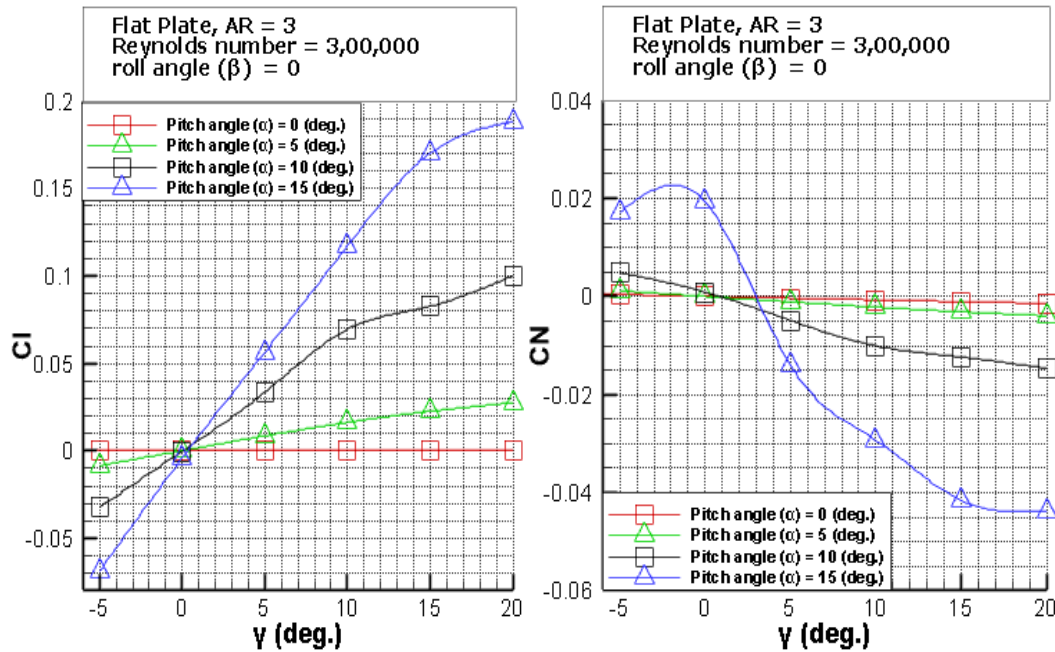 Flat Plate, AR = 3
Reynolds number = 3,00,000
roll angle (β) = 0
0.2
0.15
0.1
0.05
0
-0.05
Cl
Pitch angle (α) = 0 (deg.)
Pitch angle (α) = 5 (deg.)
Pitch angle (α) = 10 (deg.)
Pitch angle (α) = 15 (deg.)
-5 0 5 10 15 20
γ (deg.)
Flat Plate, AR = 3
Reynolds number = 3,00,000
roll angle (β) = 0
0.04
0.02
0
-0.02
-0.04
-0.06
CN
Pitch angle (α) = 0 (deg.)
Pitch angle (α) = 5 (deg.)
Pitch angle (α) = 10 (deg.)
Pitch angle (α) = 15 (deg.)
-5 0 5 10 15 20
γ (deg.)